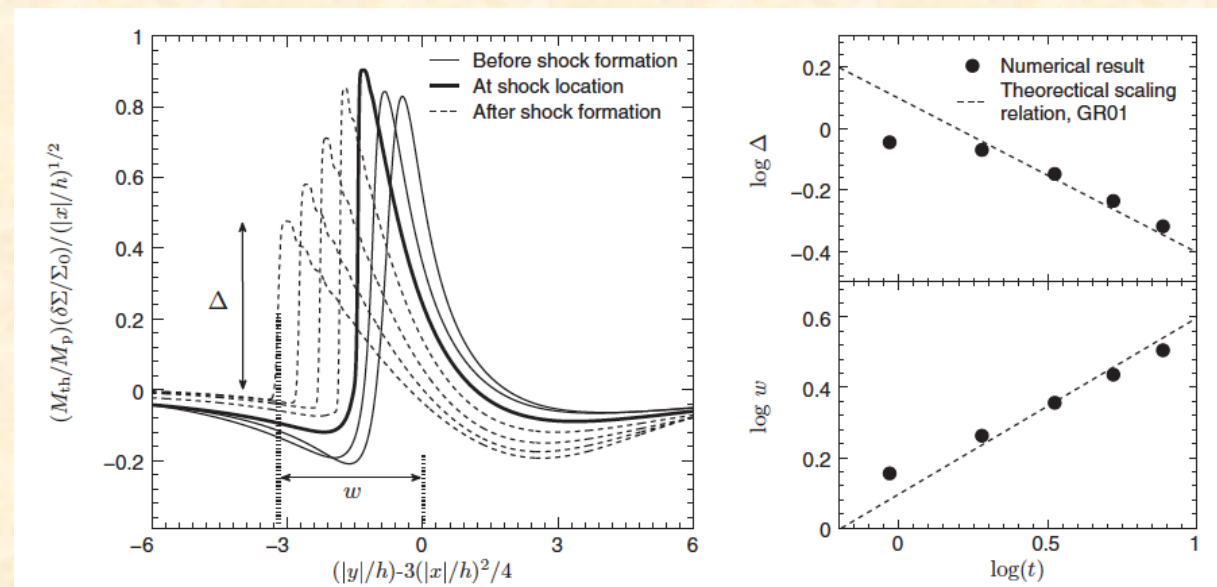 1
0.8
0.6
0.4
0.2
0
−0.2
(M_th/M_p)(δΣ/Σ_0)/(|x|/h)^{1/2}
Before shock formation
At shock location
After shock formation
Δ
w
−6
−3
0
3
6
(|y|/h)-3(|x|/h)^2/4
0.2
0
−0.2
−0.4
log Δ
Numerical result
Theorectical scaling
relation, GR01
0.6
0.4
0.2
0
log w
0
0.5
1
log(t)